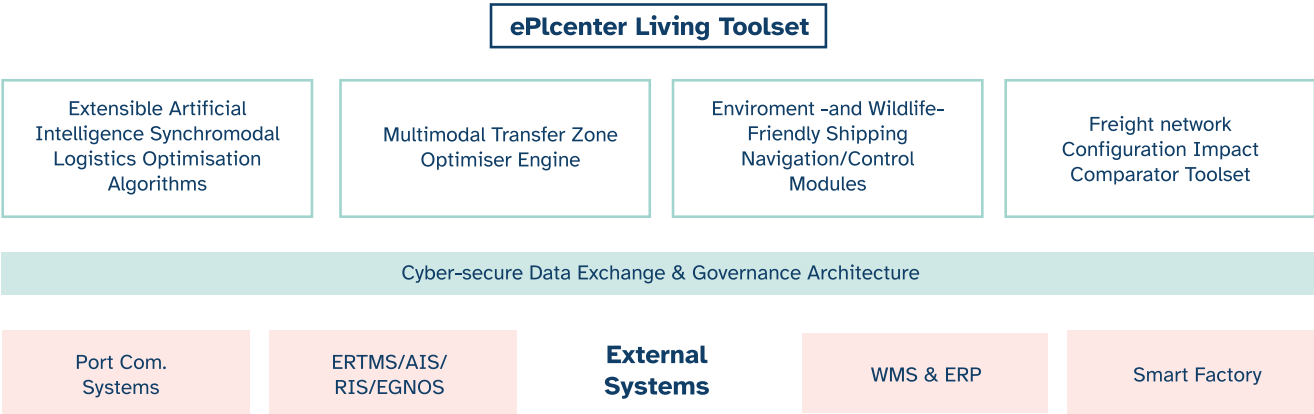 ePIcenter Living Toolset
Extensible Artificial
Intelligence Synchromodal
Logistics Optimisation
Algorithms
Multimodal Transfer Zone
Optimiser Engine
Enviroment -and Wildlife-
Friendly Shipping
Navigation/Control
Modules
Freight network
Configuration Impact
Comparator Toolset
Cyber-secure Data Exchange & Governance Architecture
Port Com.
Systems
ERTMS/AIS/
RIS/EGNOS
External
Systems
WMS & ERP
Smart Factory